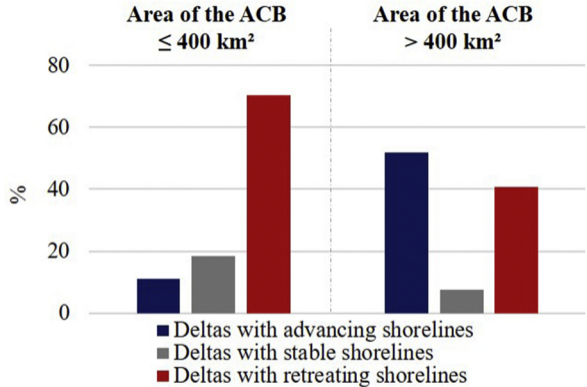 Area of the ACB
≤ 400 km²
Area of the ACB
> 400 km²
80
60
40
20
0
%
Deltas with advancing shorelines
Deltas with stable shorelines
Deltas with retreating shorelines